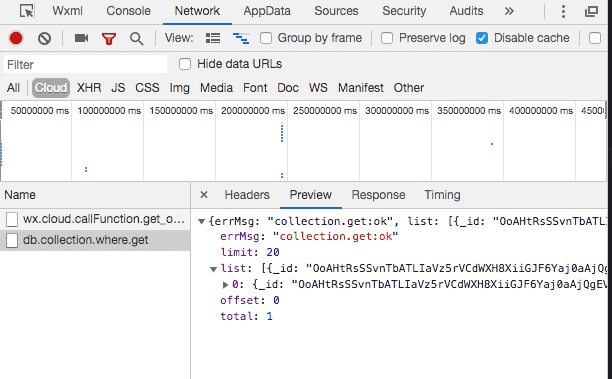 Wxml Console Network AppData Sources Security Audits »
View: Group by frame Preserve log Disable cache
Filter Hide data URLs
All Cloud XHR JS CSS Img Media Font Doc WS Manifest Other
50000000 ms 100000000 ms 150000000 ms 200000000 ms 250000000 ms 300000000 ms 350000000 ms 400000000 ms 45000
Name × Headers Preview Response Timing
wx.cloud.callFunction.get_o...
db.collection.where.get
▼{errMsg: "collection.get:ok", list: [{_id: "OoAHtRsSSvnTbATLI
errMsg: "collection.get:ok"
limit: 20
▼list: [{_id: "OoAHtRsSSvnTbATLIaVz5rVCdWXH8XiiGJF6Yaj0aAjQg
▶0: {_id: "OoAHtRsSSvnTbATLIaVz5rVCdWXH8XiiGJF6Yaj0aAjQgEV
offset: 0
total: 1